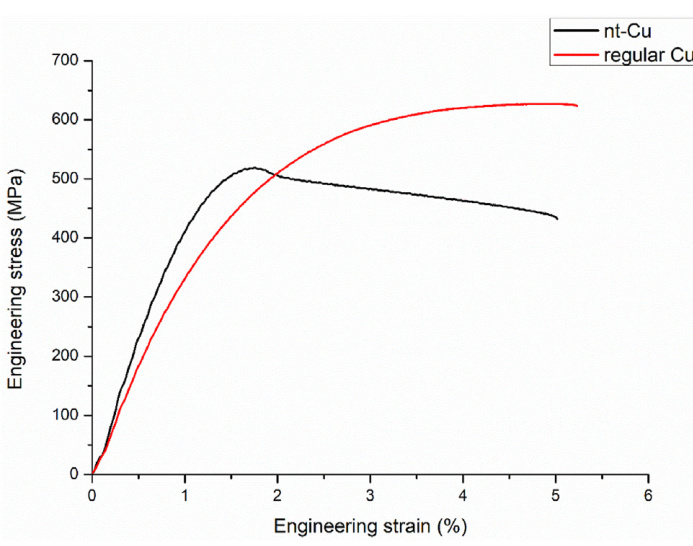 nt-Cu
regular Cu
700
600
500
400
300
200
100
0
0 1 2 3 4 5 6
Engineering stress (MPa)
Engineering strain (%)